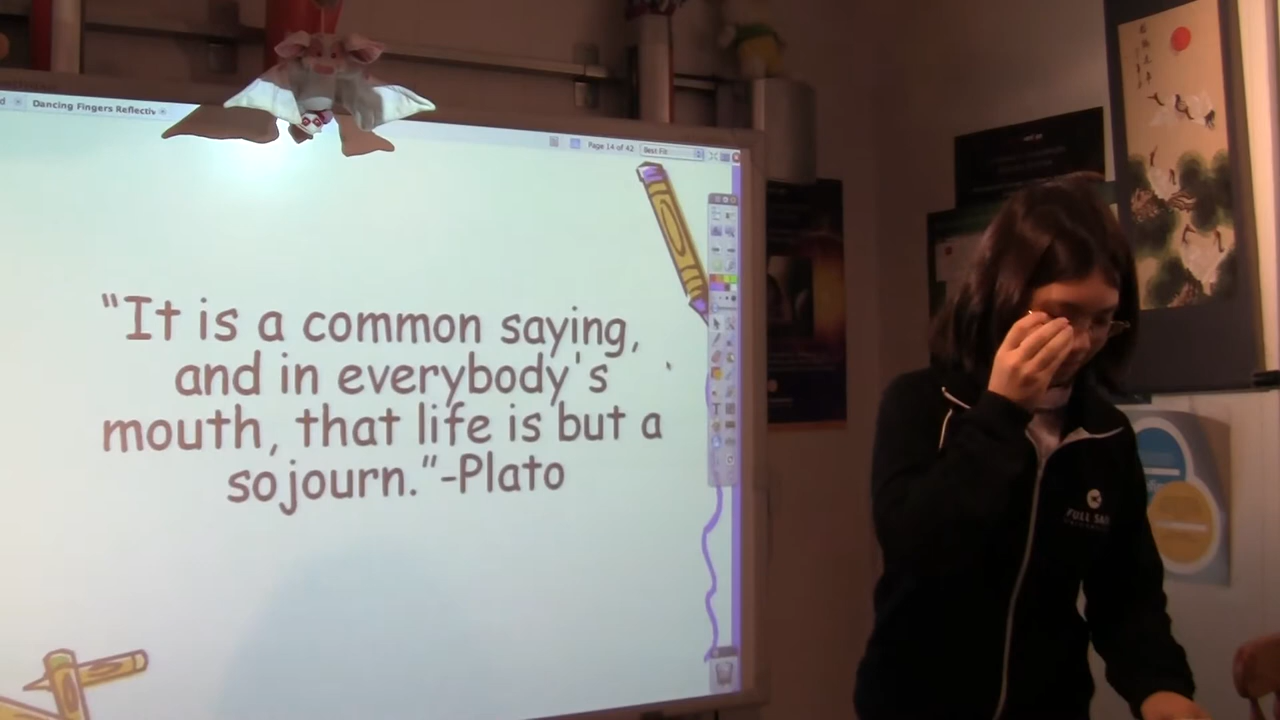 Dancing Fingers Reflectiv
Page 14 of 42
Best Fit
"It is a common saying,
and in everybody's
mouth, that life is but a
sojourn."-Plato
FULL SAIL